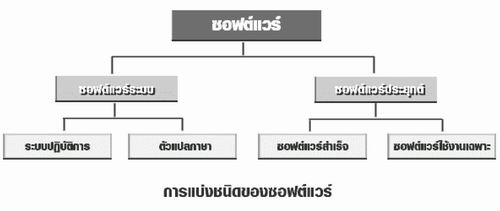 ซอฟต์แวร์
ซอฟต์แวร์ระบบ
ซอฟต์แวร์ประยุกต์
ระบบปฏิบัติการ
ตัวแปลภาษา
ซอฟต์แวร์สำเร็จ
ซอฟต์แวร์ใช้งานเฉพาะ
การแบ่งชนิดของซอฟต์แวร์